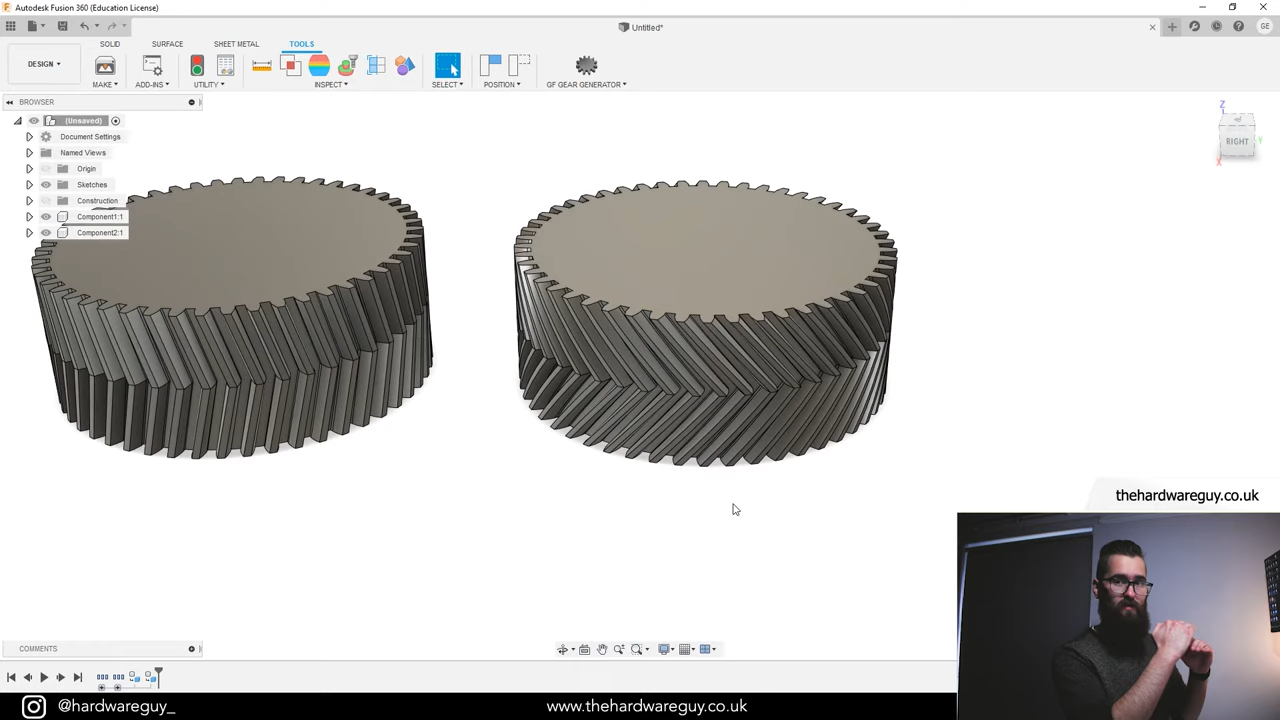 Autodesk Fusion 360 (Education License)
Untitled*
GE
SOLID SURFACE SHEET METAL TOOLS
DESIGN
MAKE ADD-INS UTILITY INSPECT SELECT POSITION GF GEAR GENERATOR
BROWSER
(Unsaved)
Document Settings
Named Views
Origin
Sketches
Construction
Component1:1
Component2:1
Z
RIGHT
Y
X
thehardwareguy.co.uk
COMMENTS
@hardwareguy_
www.thehardwareguy.co.uk